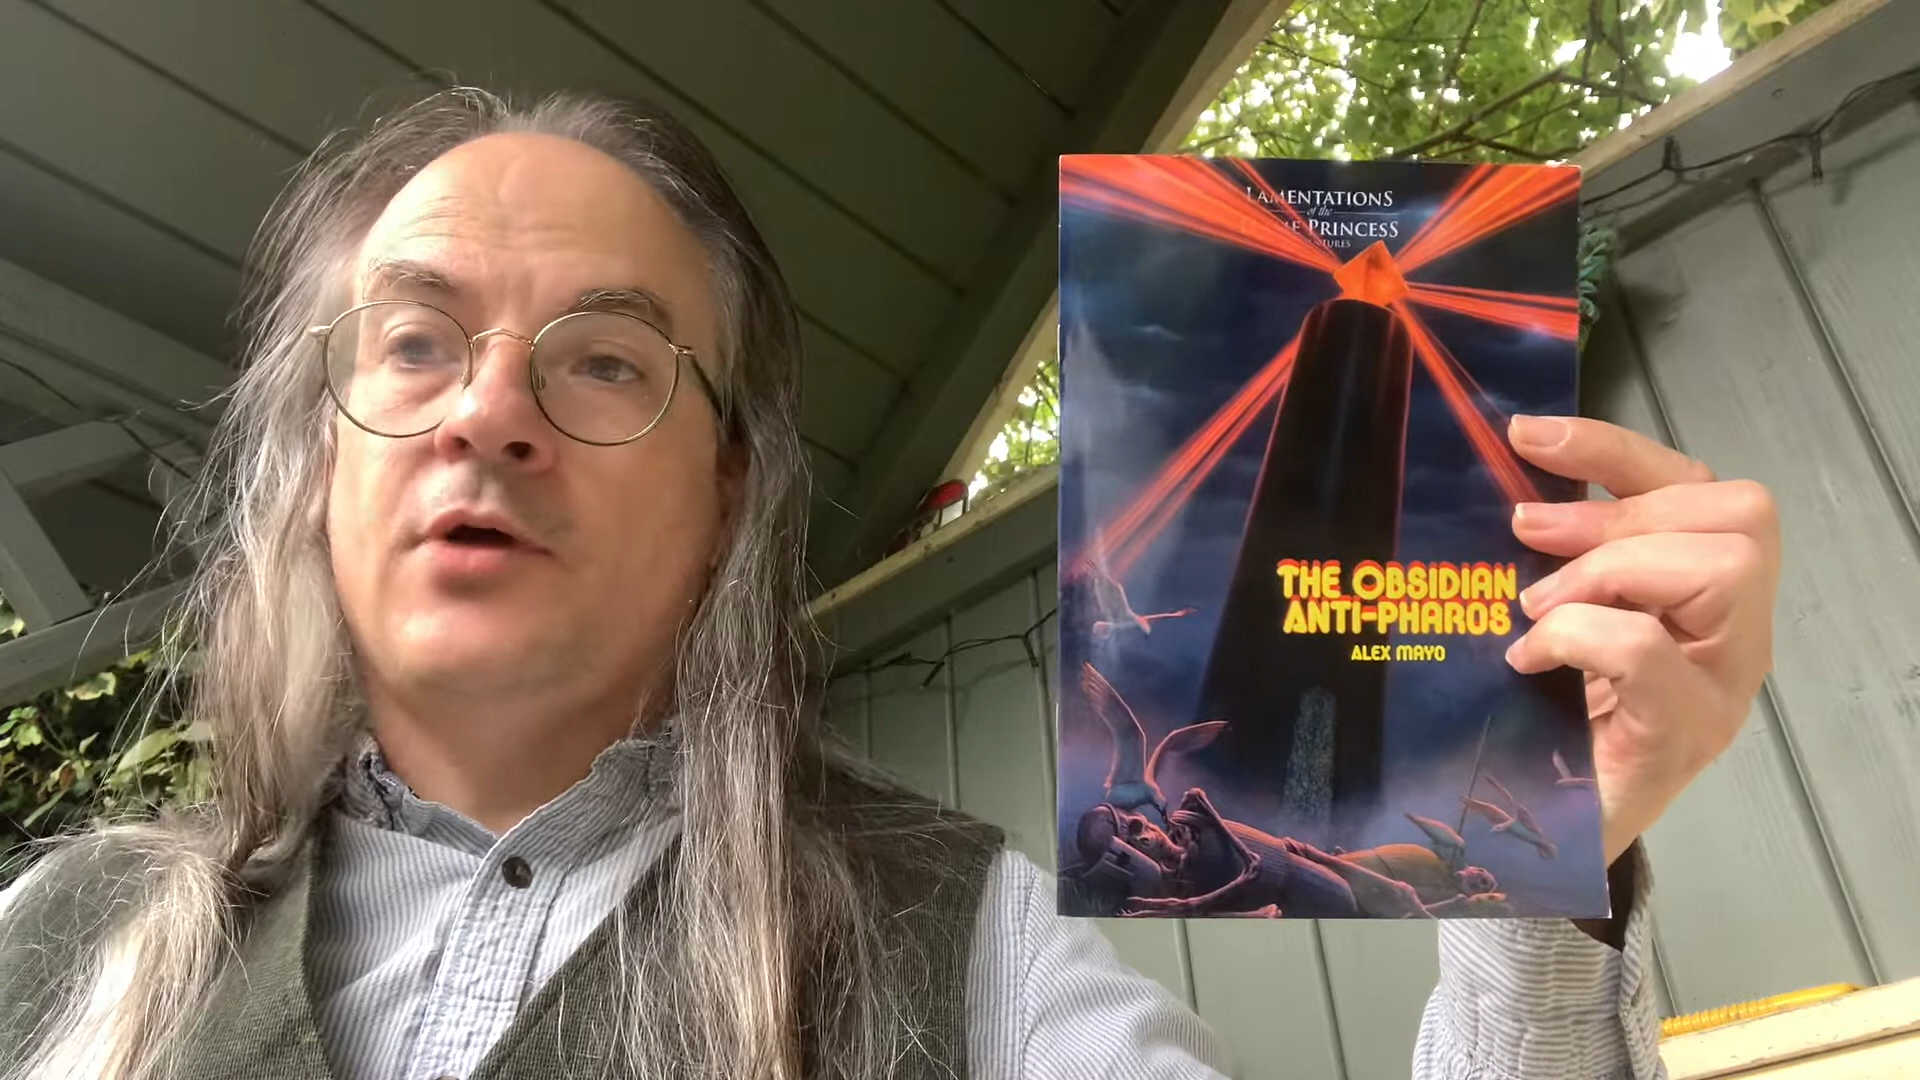 LAMENTATIONS
of the
PRINCESS
THE OBSIDIAN
ANTI-PHAROS
ALEX MAYO